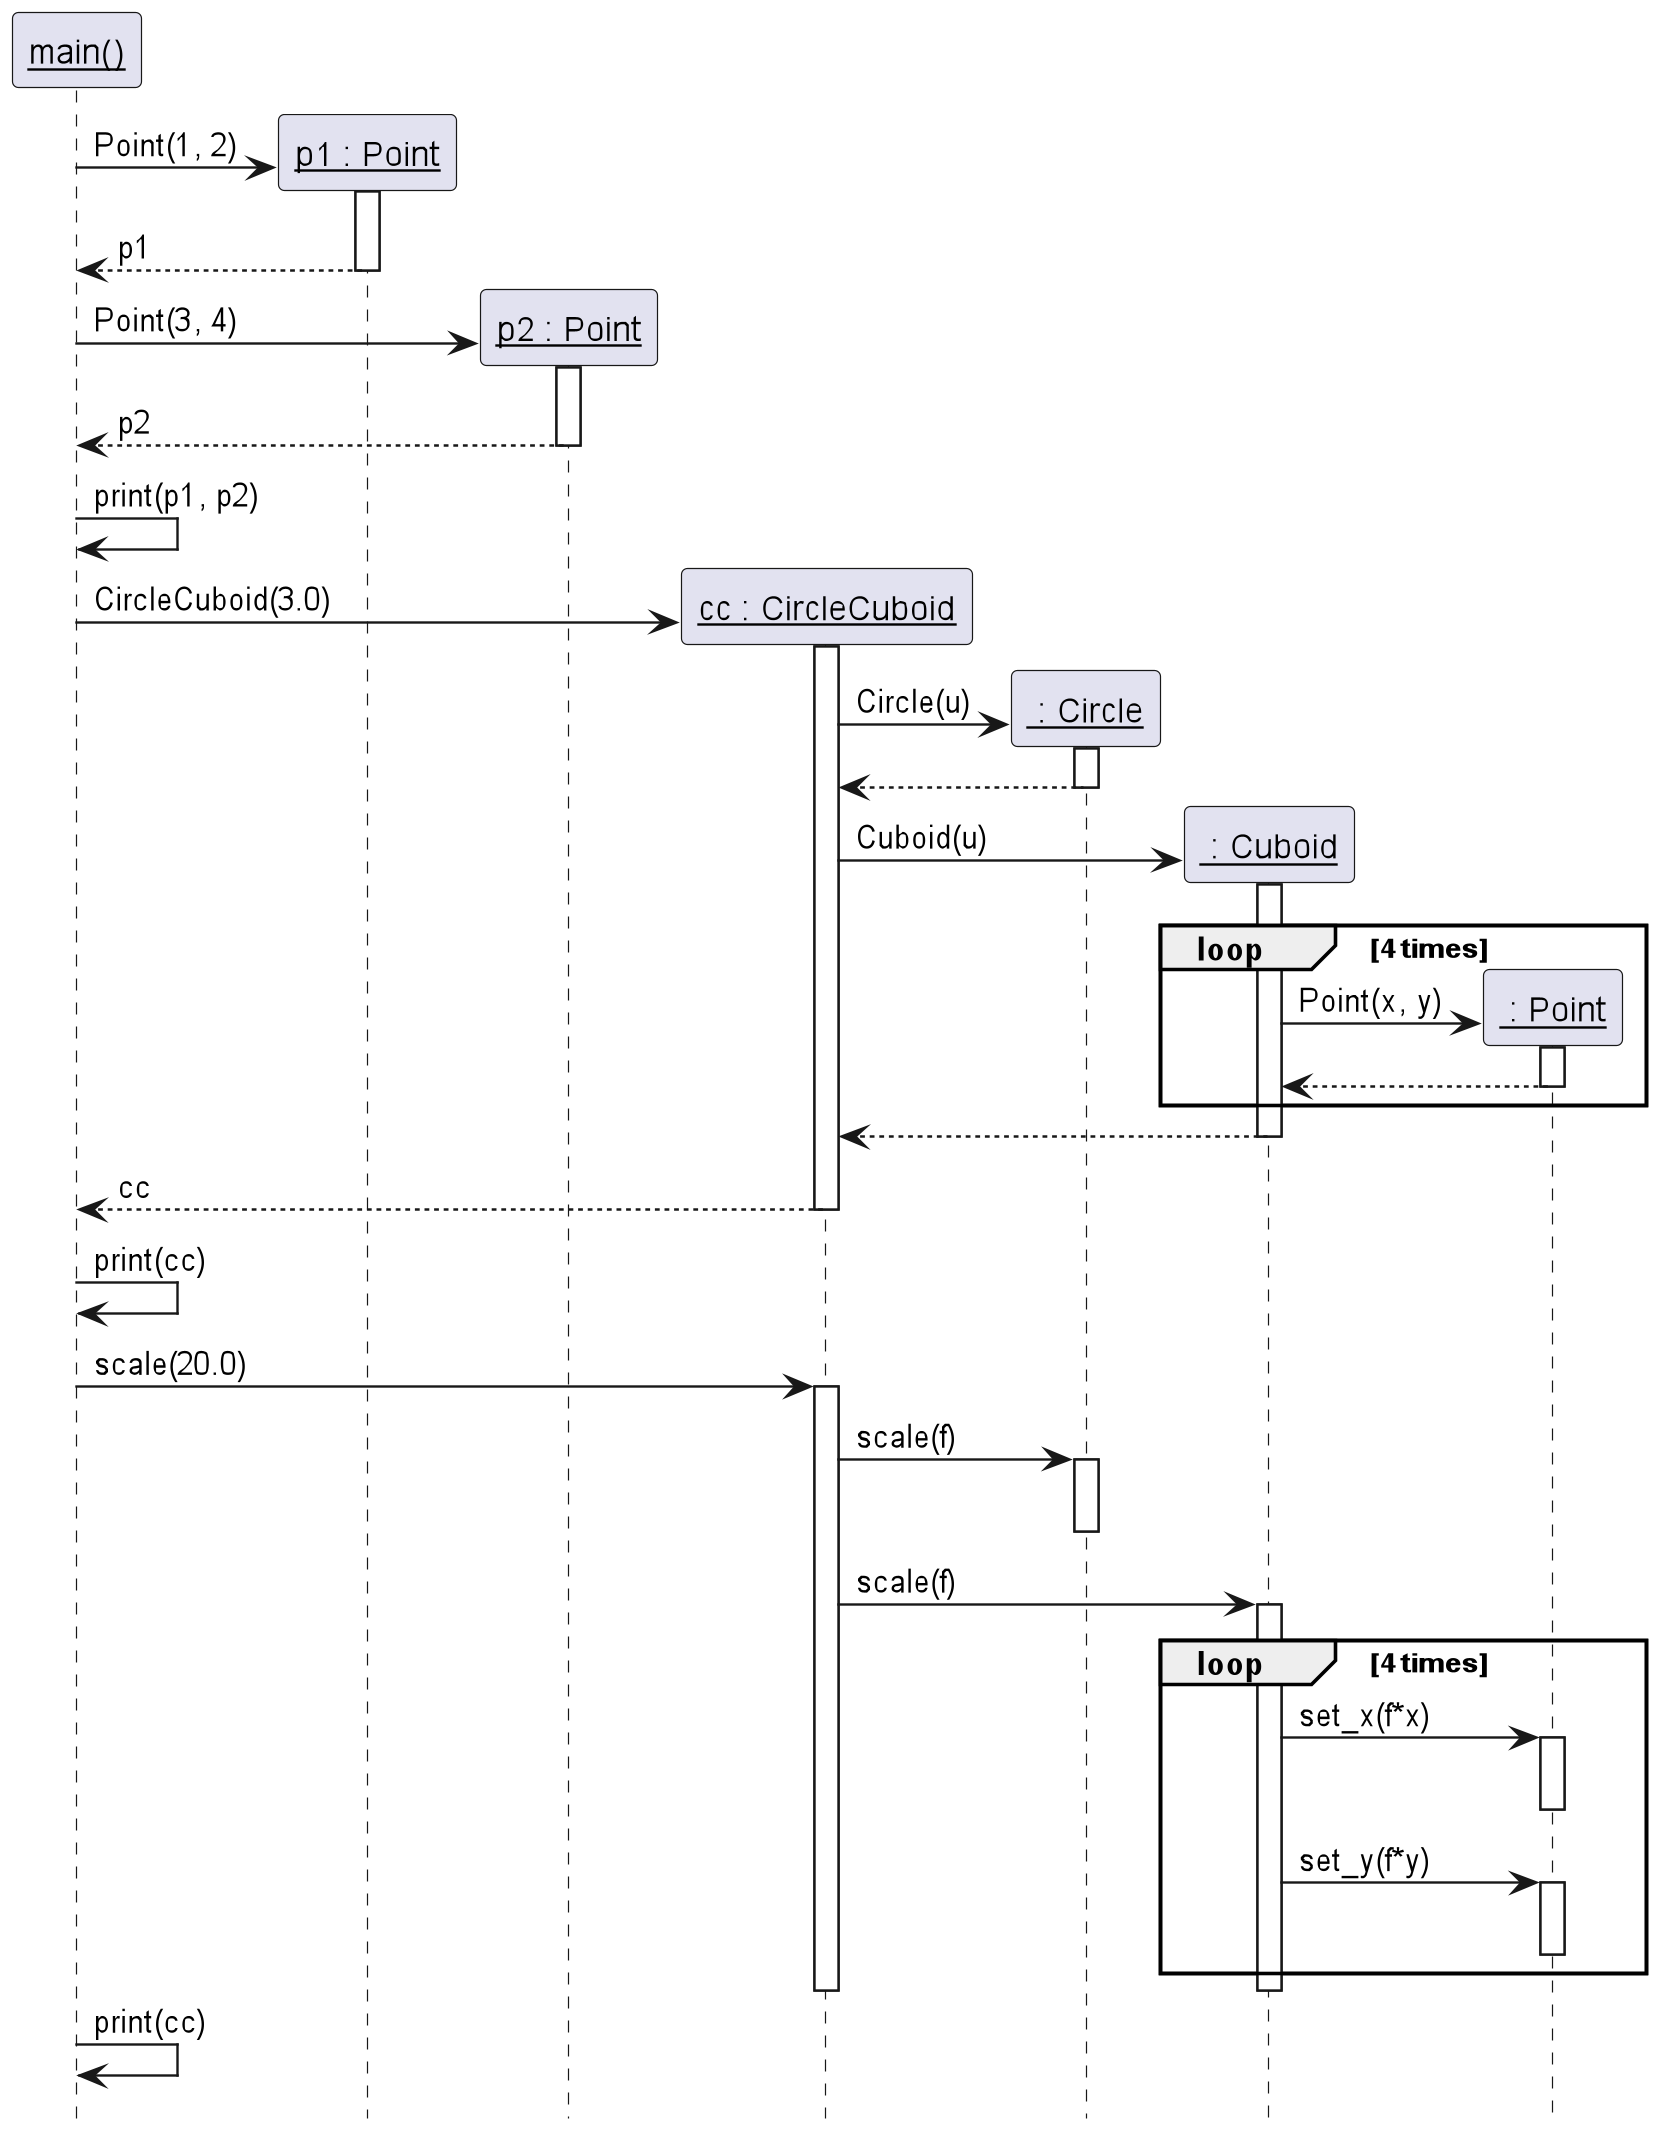 main()
Point(1, 2)
p1 : Point
p1
Point(3, 4)
p2 : Point
p2
print(p1, p2)
CircleCuboid(3.0)
cc : CircleCuboid
Circle(u)
: Circle
Cuboid(u)
: Cuboid
loop [4 times]
Point(x, y)
: Point
cc
print(cc)
scale(20.0)
scale(f)
scale(f)
loop [4 times]
set_x(f*x)
set_y(f*y)
print(cc)